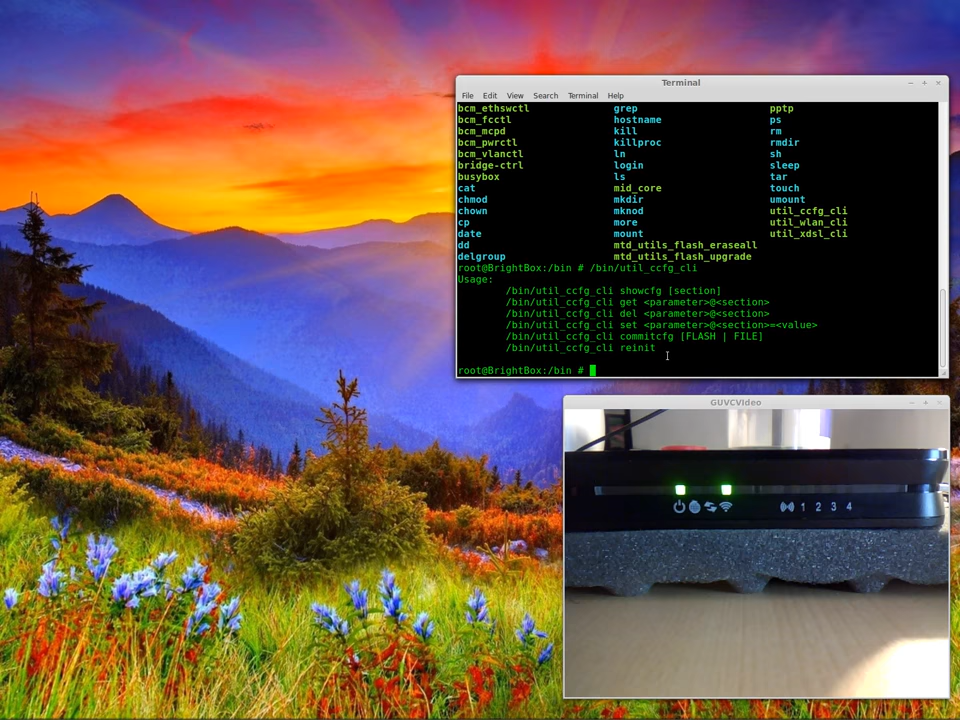 Terminal
File Edit View Search Terminal Help
bcm_ethswctl grep pptp
bcm_fcctl hostname ps
bcm_mcpd kill rm
bcm_pwrctl killproc rmdir
bcm_vlanctl ln sh
bridge-ctrl login sleep
busybox ls tar
cat mid_core touch
chmod mkdir umount
chown mknod util_ccfg_cli
cp more util_wlan_cli
date mount util_xdsl_cli
dd mtd_utils_flash_eraseall
delgroup mtd_utils_flash_upgrade
root@BrightBox:/bin # /bin/util_ccfg_cli
Usage:
/bin/util_ccfg_cli showcfg [section]
/bin/util_ccfg_cli get <parameter>@<section>
/bin/util_ccfg_cli del <parameter>@<section>
/bin/util_ccfg_cli set <parameter>@<section>=<value>
/bin/util_ccfg_cli commitcfg [FLASH | FILE]
/bin/util_ccfg_cli reinit
root@BrightBox:/bin #
GUVCVideo
1 2 3 4